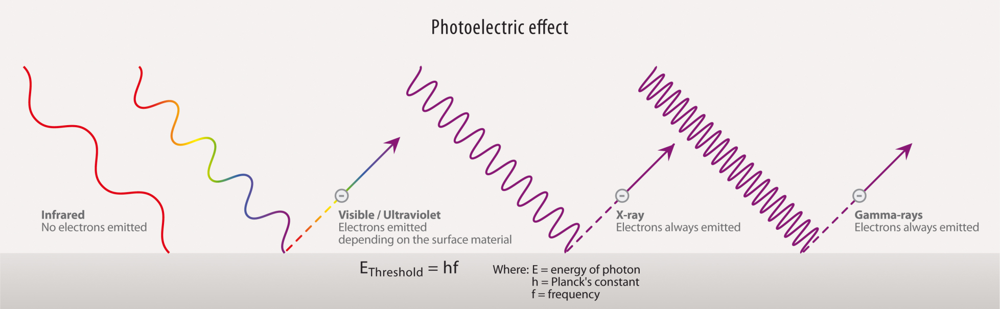 Photoelectric effect
Infrared
No electrons emitted
Visible / Ultraviolet
Electrons emitted
depending on the surface material
X-ray
Electrons always emitted
Gamma-rays
Electrons always emitted
EThreshold = hf
Where: E = energy of photon
h = Planck's constant
f = frequency